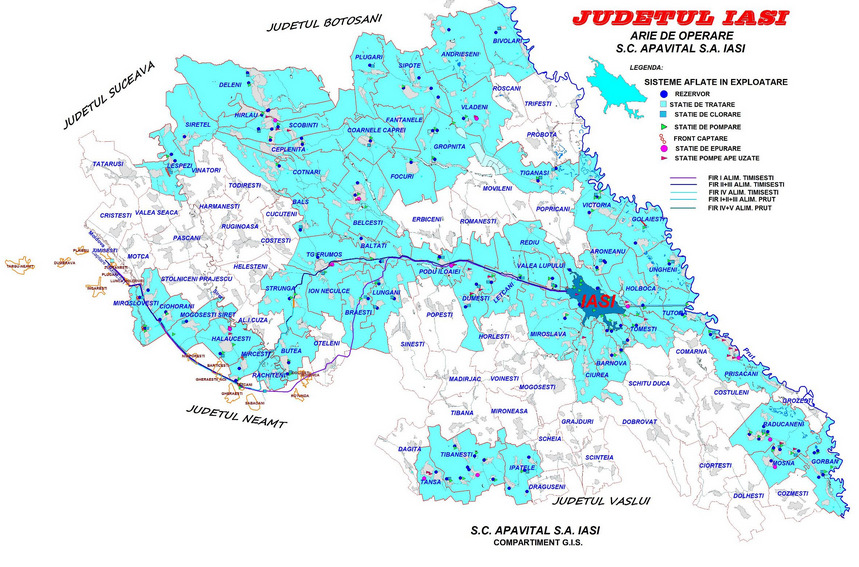 JUDETUL IASI
ARIE DE OPERARE
S.C. APAVITAL S.A. IASI
LEGENDA:
SISTEME AFLATE IN EXPLOATARE
REZERVOR
STATIE DE TRATARE
STATIE DE CLORARE
STATIE DE POMPARE
FRONT CAPTARE
STATIE DE EPURARE
STATIE POMPE APE UZATE
FIR I ALIM. TIMISESTI
FIR II+III ALIM. TIMISESTI
FIR IV ALIM. TIMISESTI
FIR I+II+III ALIM. PRUT
FIR IV+V ALIM. PRUT
JUDETUL BOTOSANI
JUDETUL SUCEAVA
BIVOLARI
ANDRIESENI
PLUGARI
SIPOTE
DELENI
ROSCANI
TRIFESTI
VLADENI
HIRLAU
SCOBINTI
FANTANELE
SIRETEL
COARNELE CAPREI
PROBOTA
CEPLENITA
GROPNITA
TATARUSI
LESPEZI
VINATORI
COTNARI
FOCURI
TIGANASI
TODIRESTI
MOVILENI
BALS
HARMANESTI
VICTORIA
POPRICANI
CRISTESTI
VALEA SEACA
CUCUTENI
ERBICENI
GOLAIESTI
RUGINOASA
BELCESTI
ROMANESTI
PASCANI
COSTESTI
REDIU
BALTATI
ARONEANU
MOTCA
TG FRUMOS
HELESTENI
VALEA LUPULUI
UNGHENI
PODU ILOAIEI
STOLNICENI PRAJESCU
STRUNGA
ION NECULCE
LUNGANI
HOLBOCA
LETCANI
DUMESTI
IASI
MIROSLOVESTI
CIOHORANI
MOGOSESTI SIRET
BRAESTI
POPESTI
TUTORA
A.I.CUZA
TOMESTI
MIROSLAVA
HORLESTI
HALAUCESTI
OTELENI
SINESTI
MIRCESTI
BUTEA
COMARNA
Prut
BARNOVA
RACHITENI
CIUREA
PRISACANI
MADIRJAC
VOINESTI
MOGOSESTI
SCHITU DUCA
COSTULENI
GROZESTI
JUDETUL NEAMT
TIBANA
MIRONEASA
GRAJDURI
DOBROVAT
RADUCANENI
SCHEIA
DAGITA
TIBANESTI
IPATELE
SCINTEIA
CIORTESTI
MOSNA
GORBAN
TANSA
DRAGUSENI
DOLHESTI
COZMESTI
JUDETUL VASLUI
S.C. APAVITAL S.A. IASI
COMPARTIMENT G.I.S.